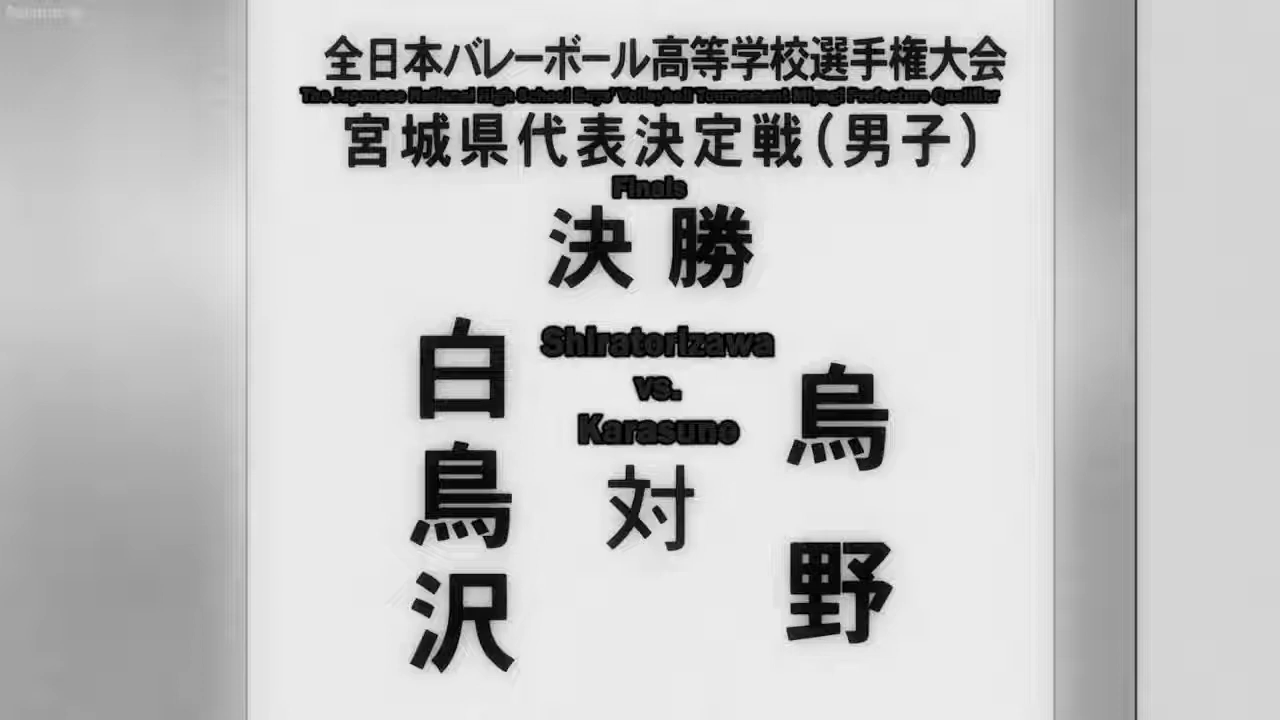 全日本バレーボール高等学校選手権大会
The Japanese National High School Boys' Volleyball Tournament Miyagi Prefecture Qualifier
宮城県代表決定戦(男子)
Finals
決勝
白鳥沢
Shiratorizawa
vs.
Karasuno
対
烏野